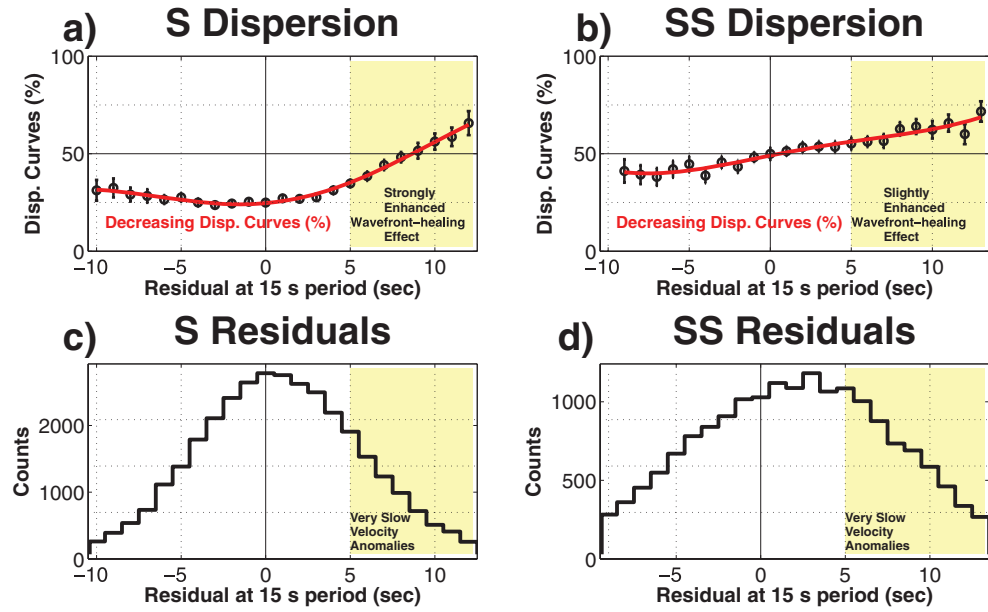 a) S Dispersion
100
50
0
Disp. Curves (%)
Decreasing Disp. Curves (%)
Strongly
Enhanced
Wavefront-healing
Effect
−10 −5 0 5 10
Residual at 15 s period (sec)
b) SS Dispersion
100
50
0
Disp. Curves (%)
Decreasing Disp. Curves (%)
Slightly
Enhanced
Wavefront-healing
Effect
−10 −5 0 5 10
Residual at 15 s period (sec)
c) S Residuals
2000
1000
0
Counts
Very Slow
Velocity
Anomalies
−10 −5 0 5 10
Residual at 15 s period (sec)
d) SS Residuals
1000
500
0
Counts
Very Slow
Velocity
Anomalies
−5 0 5 10
Residual at 15 s period (sec)